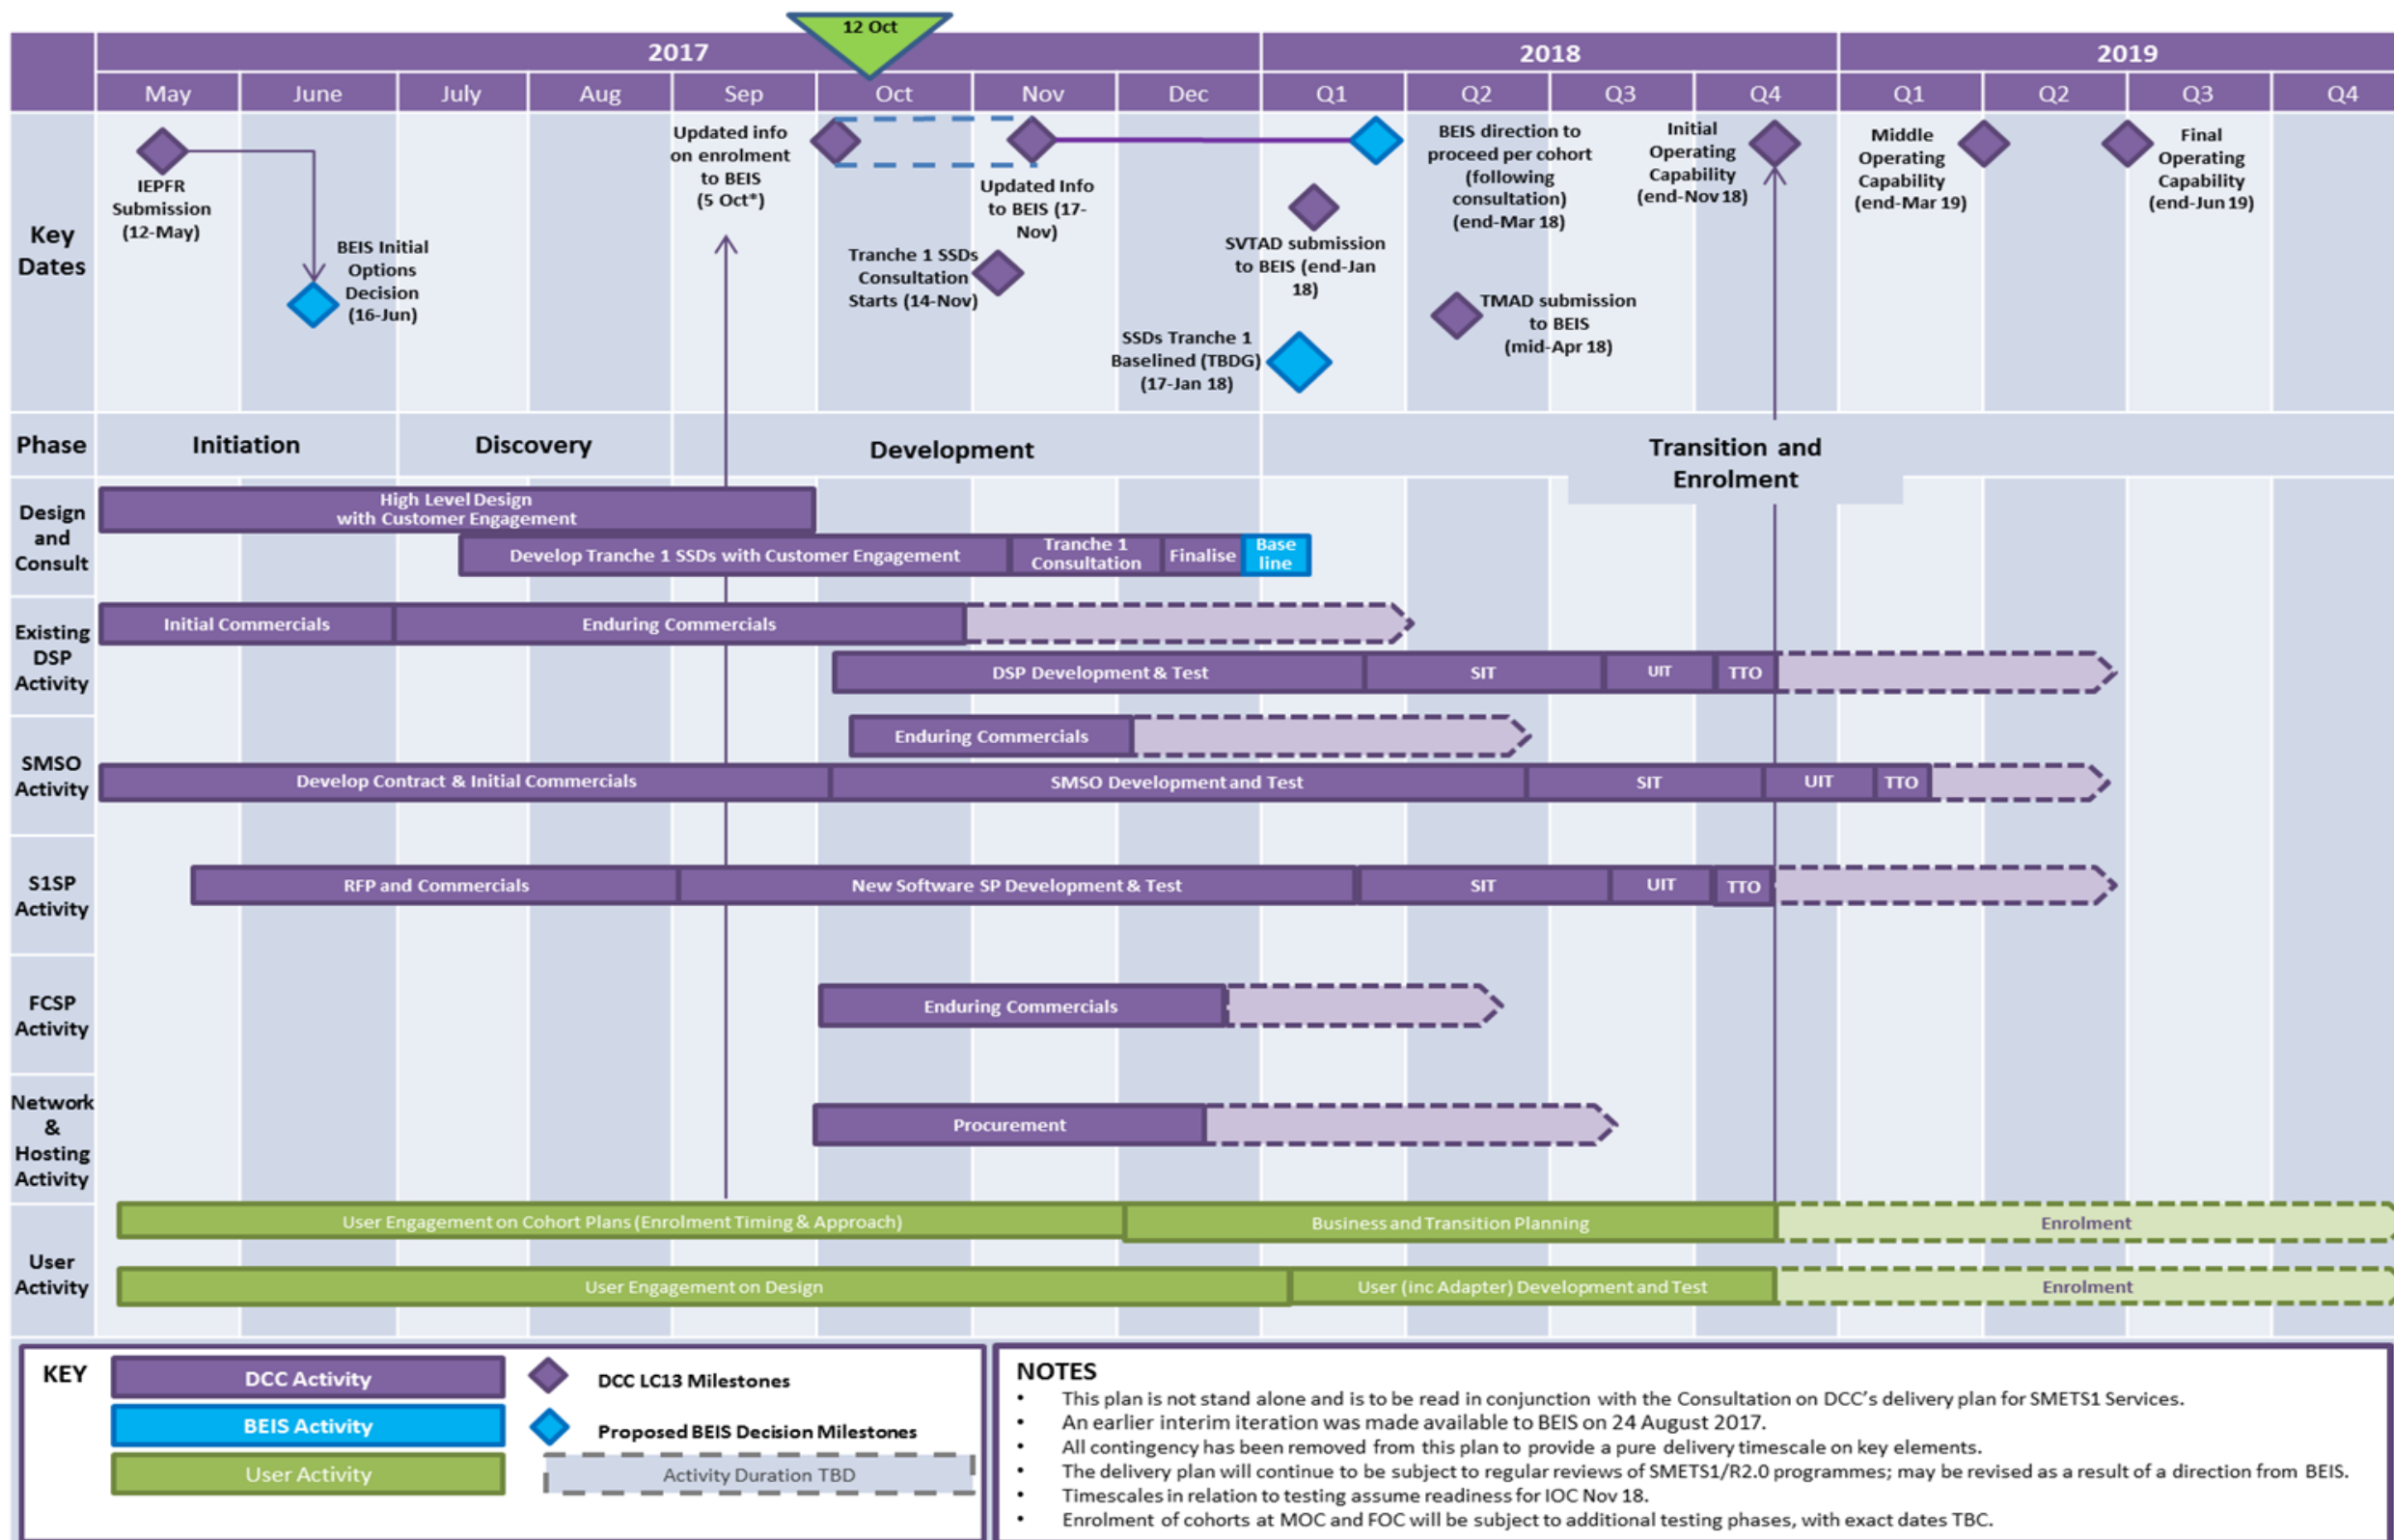 12 Oct
2017
2018
2019
May
June
July
Aug
Sep
Oct
Nov
Dec
Q1
Q2
Q3
Q4
Q1
Q2
Q3
Q4
Key
Dates
IEPFR
Submission
(12-May)
BEIS Initial
Options
Decision
(16-Jun)
Updated info
on enrolment
to BEIS
(5 Oct*)
Updated Info
to BEIS (17-
Nov)
Tranche 1 SSDs
Consultation
Starts (14-Nov)
SVTAD submission
to BEIS (end-Jan
18)
SSDs Tranche 1
Baselined (TBDG)
(17-Jan 18)
BEIS direction to
proceed per cohort
(following
consultation)
(end-Mar 18)
TMAD submission
to BEIS
(mid-Apr 18)
Initial
Operating
Capability
(end-Nov 18)
Middle
Operating
Capability
(end-Mar 19)
Final
Operating
Capability
(end-Jun 19)
Phase
Initiation
Discovery
Development
Transition and
Enrolment
Design
and
Consult
High Level Design
with Customer Engagement
Develop Tranche 1 SSDs with Customer Engagement
Tranche 1
Consultation
Finalise
Base
line
Existing
DSP
Activity
Initial Commercials
Enduring Commercials
DSP Development & Test
SIT
UIT
TTO
SMSO
Activity
Enduring Commercials
Develop Contract & Initial Commercials
SMSO Development and Test
SIT
UIT
TTO
S1SP
Activity
RFP and Commercials
New Software SP Development & Test
SIT
UIT
TTO
FCSP
Activity
Enduring Commercials
Network
&
Hosting
Activity
Procurement
User
Activity
User Engagement on Cohort Plans (Enrolment Timing & Approach)
Business and Transition Planning
Enrolment
User Engagement on Design
User (inc Adapter) Development and Test
Enrolment
KEY
DCC Activity
BEIS Activity
User Activity
DCC LC13 Milestones
Proposed BEIS Decision Milestones
Activity Duration TBD
NOTES
• This plan is not stand alone and is to be read in conjunction with the Consultation on DCC's delivery plan for SMETS1 Services.
• An earlier interim iteration was made available to BEIS on 24 August 2017.
• All contingency has been removed from this plan to provide a pure delivery timescale on key elements.
• The delivery plan will continue to be subject to regular reviews of SMETS1/R2.0 programmes; may be revised as a result of a direction from BEIS.
• Timescales in relation to testing assume readiness for IOC Nov 18.
• Enrolment of cohorts at MOC and FOC will be subject to additional testing phases, with exact dates TBC.